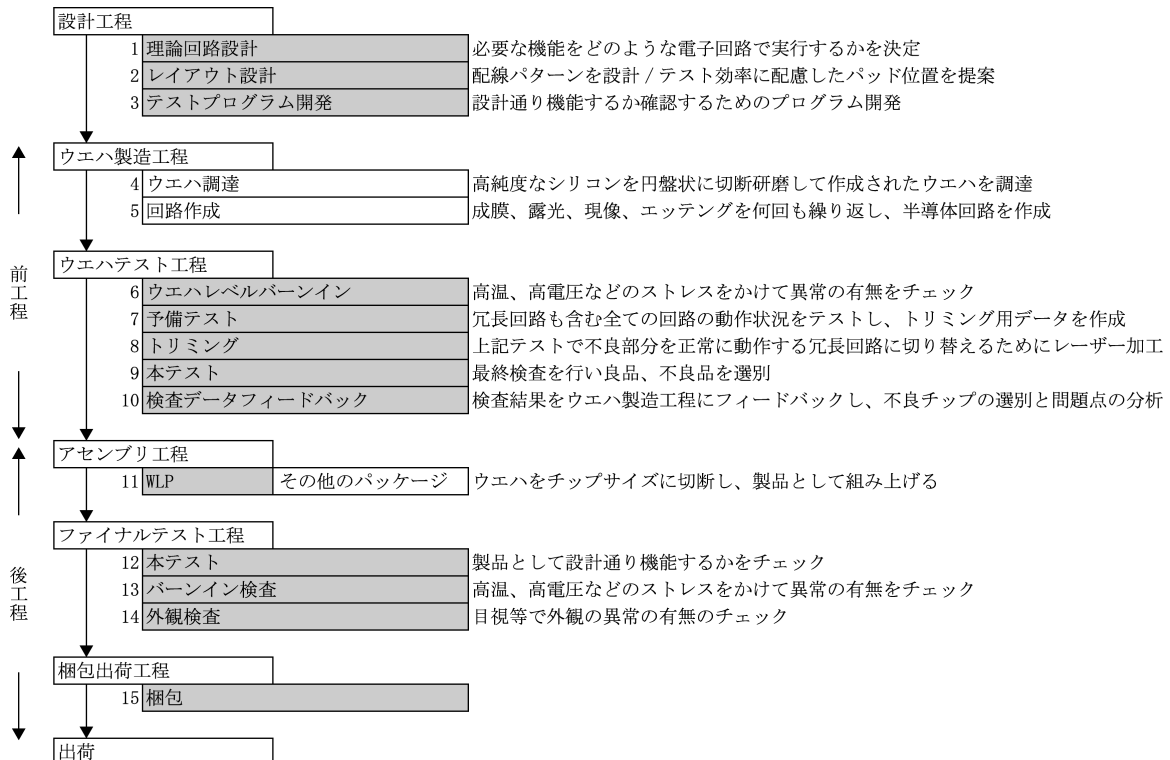 設計工程
1 理論回路設計 必要な機能をどのような電子回路で実行するかを決定
2 レイアウト設計 配線パターンを設計/テスト効率に配慮したパッド位置を提案
3 テストプログラム開発 設計通り機能するか確認するためのプログラム開発
前工程
ウエハ製造工程
4 ウエハ調達 高純度なシリコンを円盤状に切断研磨して作成されたウエハを調達
5 回路作成 成膜、露光、現像、エッテングを何回も繰り返し、半導体回路を作成
ウエハテスト工程
6 ウエハレベルバーンイン 高温、高電圧などのストレスをかけて異常の有無をチェック
7 予備テスト 冗長回路も含む全ての回路の動作状況をテストし、トリミング用データを作成
8 トリミング 上記テストで不良部分を正常に動作する冗長回路に切り替えるためにレーザー加工
9 本テスト 最終検査を行い良品、不良品を選別
10 検査データフィードバック 検査結果をウエハ製造工程にフィードバックし、不良チップの選別と問題点の分析
後工程
アセンブリ工程
11 WLP その他のパッケージ ウエハをチップサイズに切断し、製品として組み上げる
ファイナルテスト工程
12 本テスト 製品として設計通り機能するかをチェック
13 バーンイン検査 高温、高電圧などのストレスをかけて異常の有無をチェック
14 外観検査 目視等で外観の異常の有無のチェック
梱包出荷工程
15 梱包
出荷